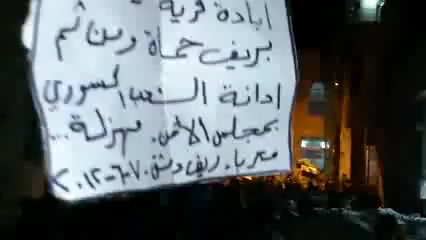 ابادة قرية
بريف حماة ومن ثم
ادانة الشعب السوري
بمجلس الأمن. مهزلة...
معربا. ريف دمشق ٧-٦-٢٠١٢